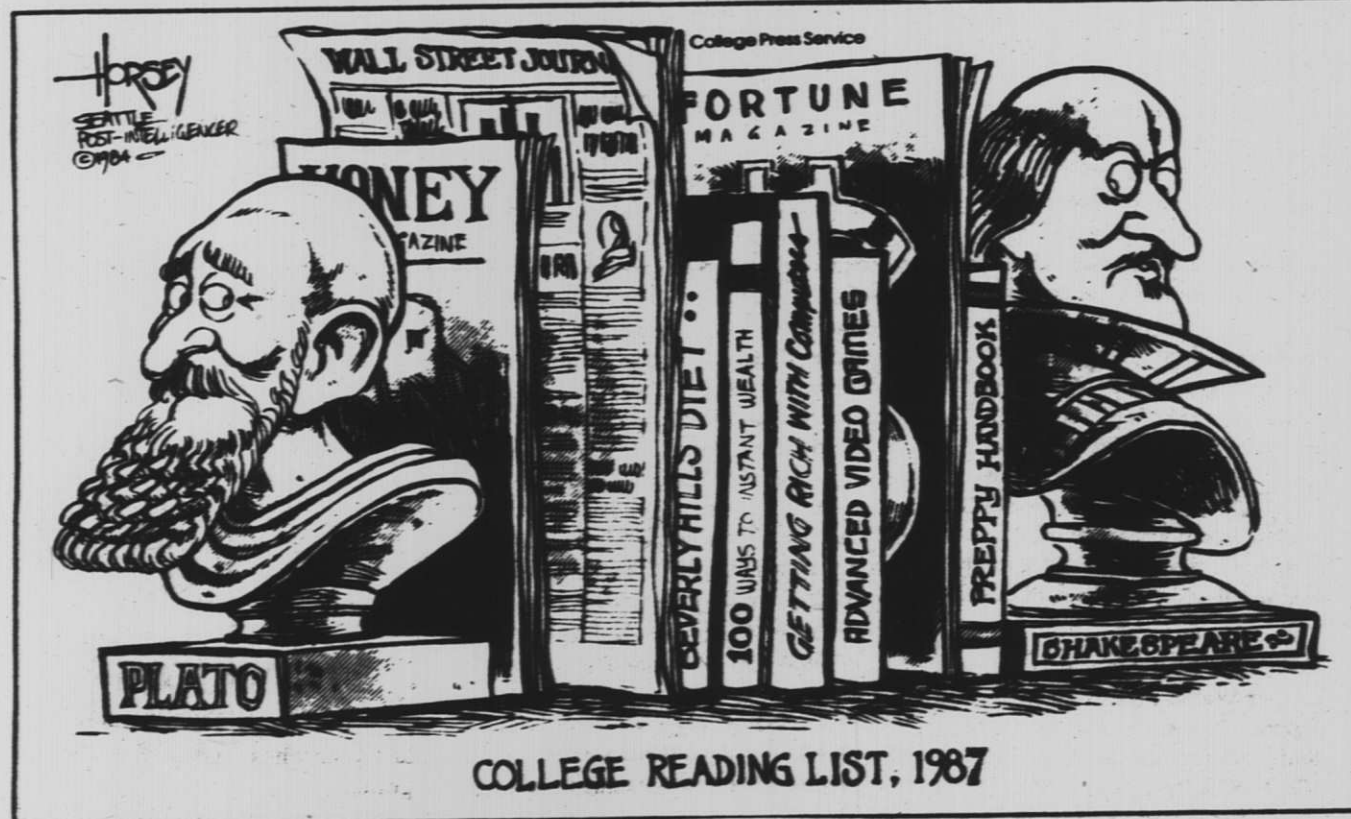 HORSEY
SEATTLE
POST-INTELLIGENCER
©1984
College Press Service
WALL STREET JOURN
FORTUNE
MAGAZINE
MONEY
AZINE
BEVERLY HILLS DIET
100 WAYS TO INSTANT WEALTH
GETTING RICH WITH Computers
ADVANCED VIDEO GAMES
PREPPY HANDBOOK
PLATO
SHAKESPEARE
COLLEGE READING LIST, 1987